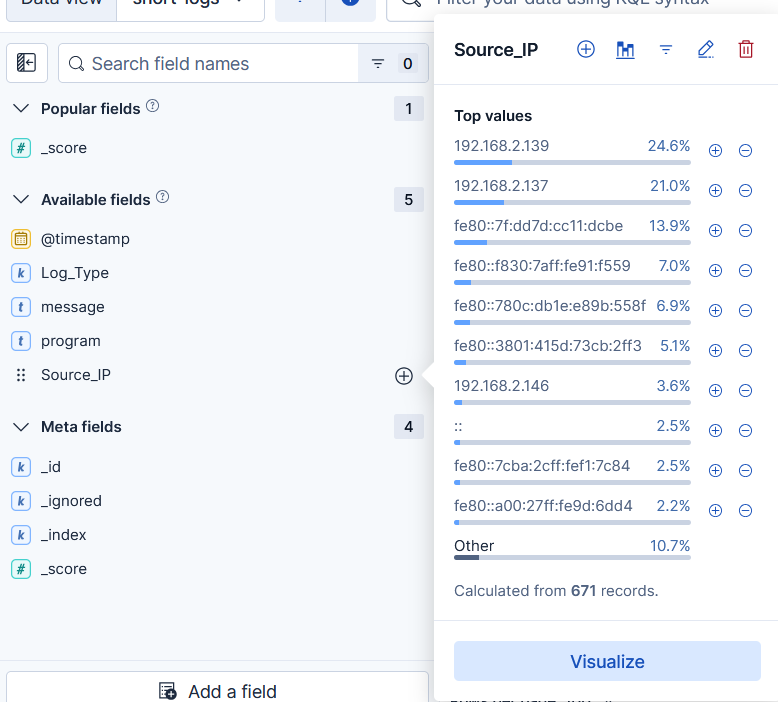 Data view
short-logs
Filter your data using KQL syntax
Search field names
0
Popular fields
1
_score
Available fields
5
@timestamp
Log_Type
message
program
Source_IP
Meta fields
4
_id
_ignored
_index
_score
Add a field
Source_IP
Top values
192.168.2.139 24.6%
192.168.2.137 21.0%
fe80::7f:dd7d:cc11:dcbe 13.9%
fe80::f830:7aff:fe91:f559 7.0%
fe80::780c:db1e:e89b:558f 6.9%
fe80::3801:415d:73cb:2ff3 5.1%
192.168.2.146 3.6%
:: 2.5%
fe80::7cba:2cff:fef1:7c84 2.5%
fe80::a00:27ff:fe9d:6dd4 2.2%
Other 10.7%
Calculated from 671 records.
Visualize